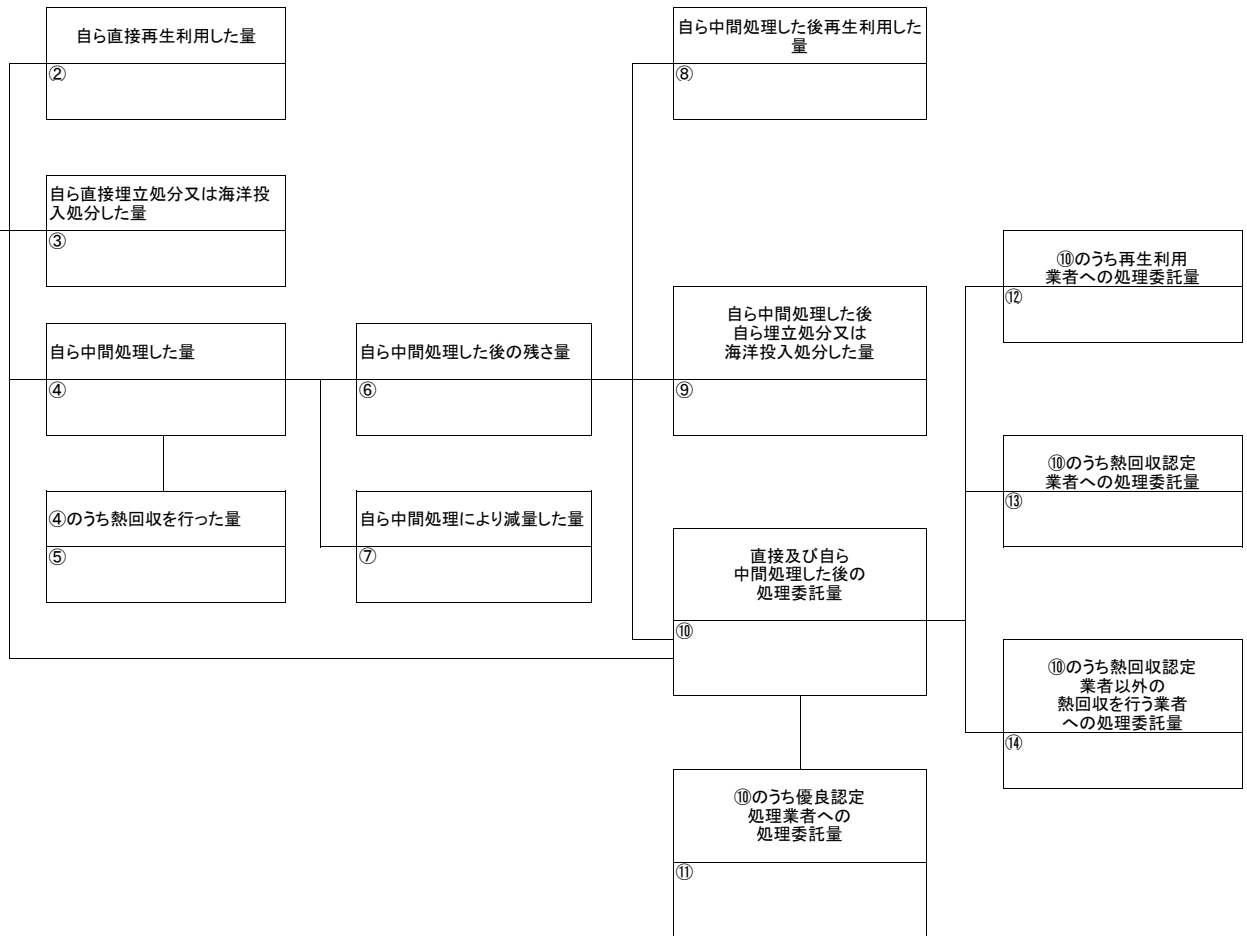 自ら直接再生利用した量
②
自ら直接埋立処分又は海洋投
入処分した量
③
自ら中間処理した量
④
④のうち熱回収を行った量
⑤
自ら中間処理した後の残さ量
⑥
自ら中間処理により減量した量
⑦
自ら中間処理した後再生利用した
量
⑧
自ら中間処理した後
自ら埋立処分又は
海洋投入処分した量
⑨
直接及び自ら
中間処理した後の
処理委託量
⑩
⑩のうち優良認定
処理業者への
処理委託量
⑪
⑩のうち再生利用
業者への処理委託量
⑫
⑩のうち熱回収認定
業者への処理委託量
⑬
⑩のうち熱回収認定
業者以外の
熱回収を行う業者
への処理委託量
⑭